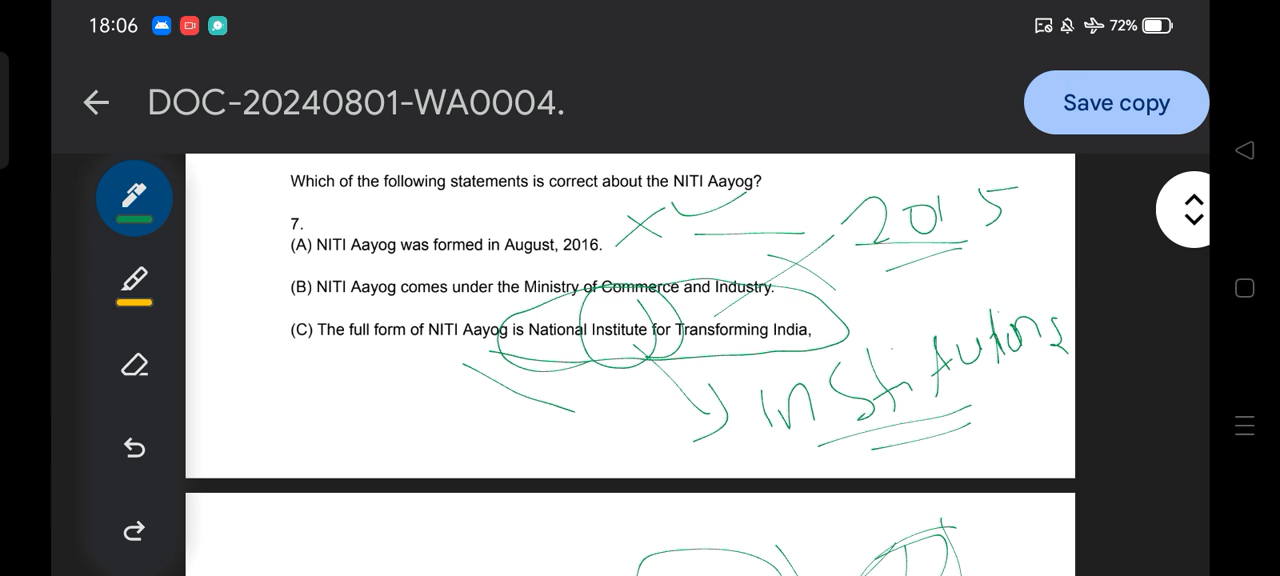 18:06
72%
DOC-20240801-WA0004.
Save copy
Which of the following statements is correct about the NITI Aayog?
7.
(A) NITI Aayog was formed in August, 2016.
2015
(B) NITI Aayog comes under the Ministry of Commerce and Industry.
(C) The full form of NITI Aayog is National Institute for Transforming India,
institutions